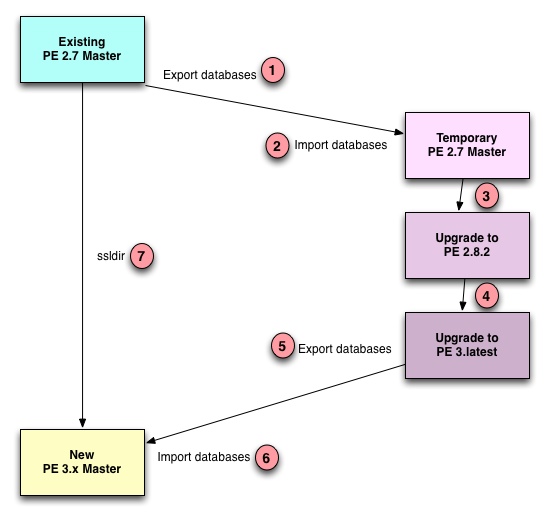 Existing
PE 2.7 Master
Export databases 1
2 Import databases
Temporary
PE 2.7 Master
3
Upgrade to
PE 2.8.2
ssldir 7
4
Upgrade to
PE 3.latest
5 Export databases
New
PE 3.x Master
Import databases 6